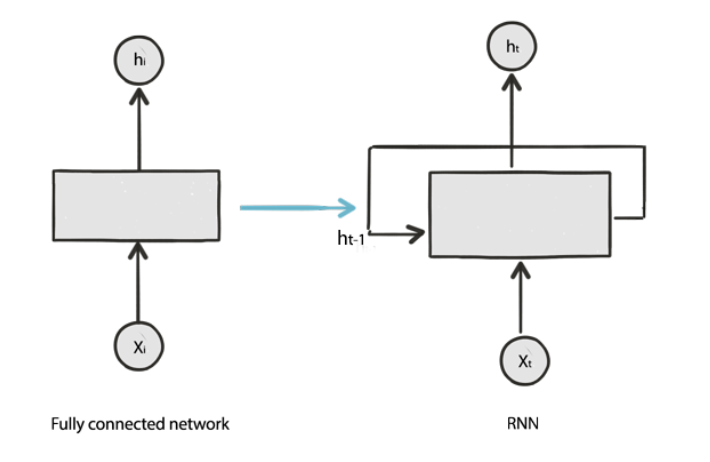 hᵢ
hₜ
hₜ₋₁
Xᵢ
Xₜ
Fully connected network
RNN